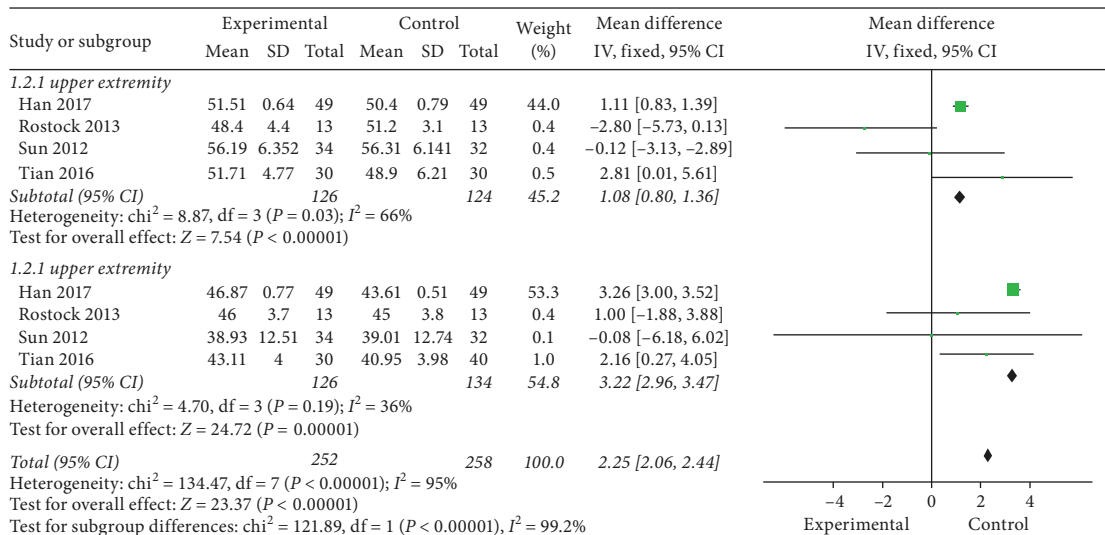 Study or subgroup Experimental Control Weight (%) Mean difference IV, fixed, 95% CI Mean difference IV, fixed, 95% CI
Mean SD Total Mean SD Total
1.2.1 upper extremity
Han 2017 51.51 0.64 49 50.4 0.79 49 44.0 1.11 [0.83, 1.39]
Rostock 2013 48.4 4.4 13 51.2 3.1 13 0.4 –2.80 [–5.73, 0.13]
Sun 2012 56.19 6.352 34 56.31 6.141 32 0.4 –0.12 [–3.13, –2.89]
Tian 2016 51.71 4.77 30 48.9 6.21 30 0.5 2.81 [0.01, 5.61]
Subtotal (95% CI) 126 124 45.2 1.08 [0.80, 1.36]
Heterogeneity: chi² = 8.87, df = 3 (P = 0.03); I² = 66%
Test for overall effect: Z = 7.54 (P < 0.00001)
1.2.1 upper extremity
Han 2017 46.87 0.77 49 43.61 0.51 49 53.3 3.26 [3.00, 3.52]
Rostock 2013 46 3.7 13 45 3.8 13 0.4 1.00 [–1.88, 3.88]
Sun 2012 38.93 12.51 34 39.01 12.74 32 0.1 –0.08 [–6.18, 6.02]
Tian 2016 43.11 4 30 40.95 3.98 40 1.0 2.16 [0.27, 4.05]
Subtotal (95% CI) 126 134 54.8 3.22 [2.96, 3.47]
Heterogeneity: chi² = 4.70, df = 3 (P = 0.19); I² = 36%
Test for overall effect: Z = 24.72 (P = 0.00001)
Total (95% CI) 252 258 100.0 2.25 [2.06, 2.44]
Heterogeneity: chi² = 134.47, df = 7 (P < 0.00001); I² = 95%
Test for overall effect: Z = 23.37 (P < 0.00001)
Test for subgroup differences: chi² = 121.89, df = 1 (P < 0.00001), I² = 99.2%
–4 –2 0 2 4
Experimental Control